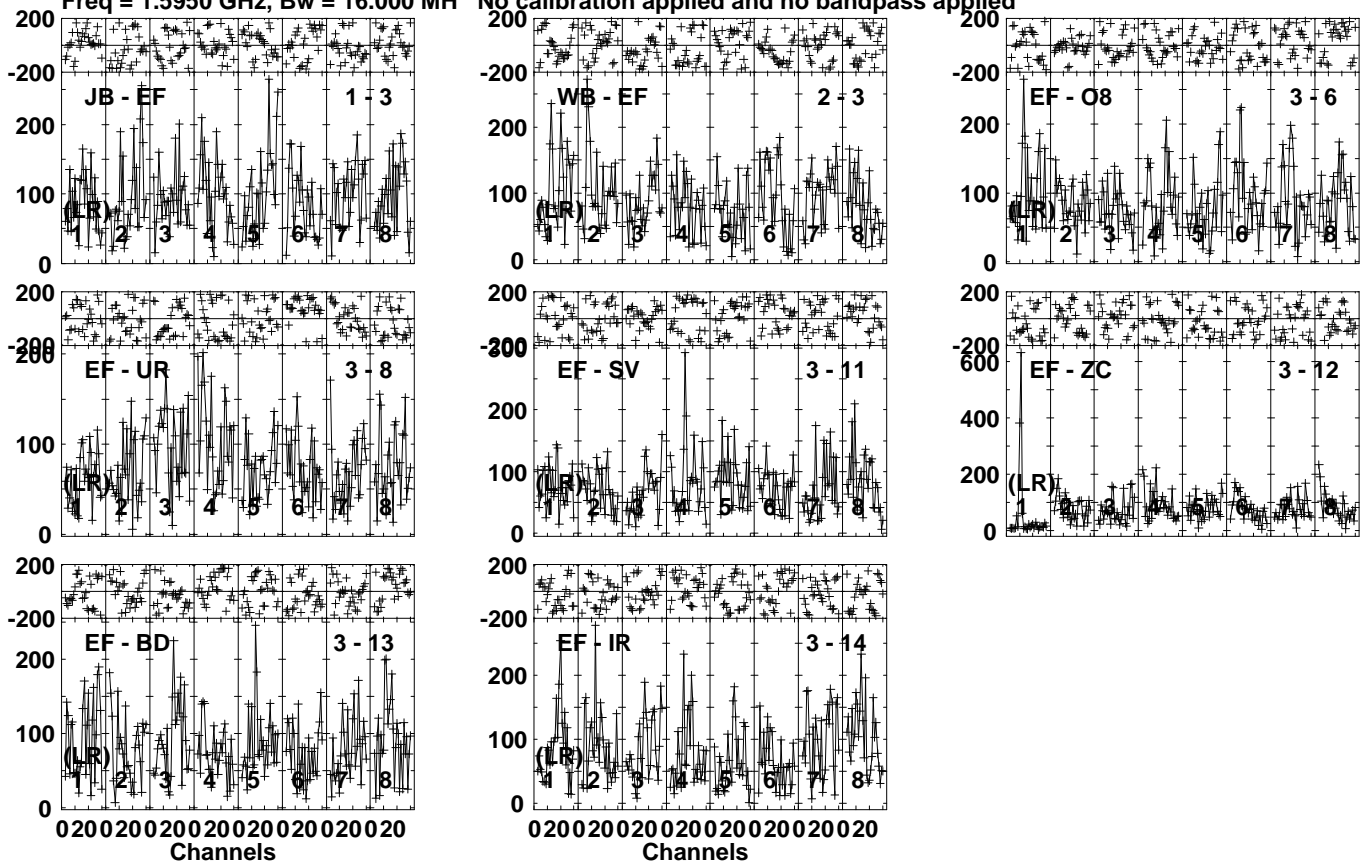 Freq = 1.5950 GHz, Bw = 16.000 MH No calibration applied and no bandpass applied
200
-200
JB - EF 1 - 3
200
100
0
(LR)
1 2 3 4 5 6 7 8
200
-200
WB - EF 2 - 3
200
100
0
(LR)
1 2 3 4 5 6 7 8
200
-200
EF - O8 3 - 6
200
100
0
(LR)
1 2 3 4 5 6 7 8
200
-200
200
EF - UR 3 - 8
100
0
(LR)
1 2 3 4 5 6 7 8
200
-200
300
EF - SV 3 - 11
200
100
0
(LR)
1 2 3 4 5 6 7 8
200
-200
600
EF - ZC 3 - 12
400
200
0
(LR)
1 2 3 4 5 6 7 8
200
-200
EF - BD 3 - 13
200
100
0
(LR)
1 2 3 4 5 6 7 8
0 20 0 20 0 20 0 20 0 20 0 20 0 20 0 20
Channels
200
-200
EF - IR 3 - 14
200
100
0
(LR)
1 2 3 4 5 6 7 8
0 20 0 20 0 20 0 20 0 20 0 20 0 20 0 20
Channels